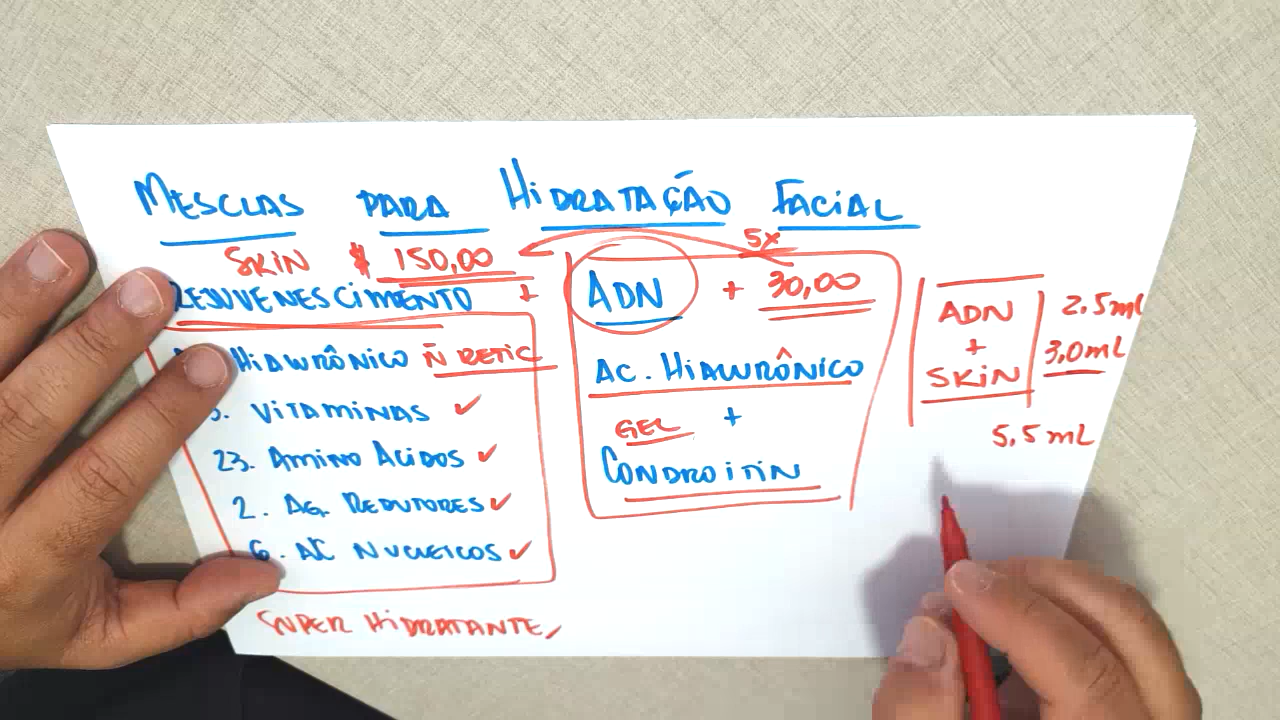 MESCLAS PARA HIDRATAÇÃO FACIAL
SKIN $ 150,00
REJUVENESCIMENTO +
HIALURÔNICO Ñ RETIC
VITAMINAS ✓
23. AMINO ACIDOS ✓
2. AG. REDUTORES ✓
6. AC NUCLEICOS ✓
SUPER HIDRATANTE
5x
ADN + 30,00
AC. HIALURÔNICO
GEL +
CONDROITIN
ADN
+
SKIN
2.5ml
3,0mL
5,5mL